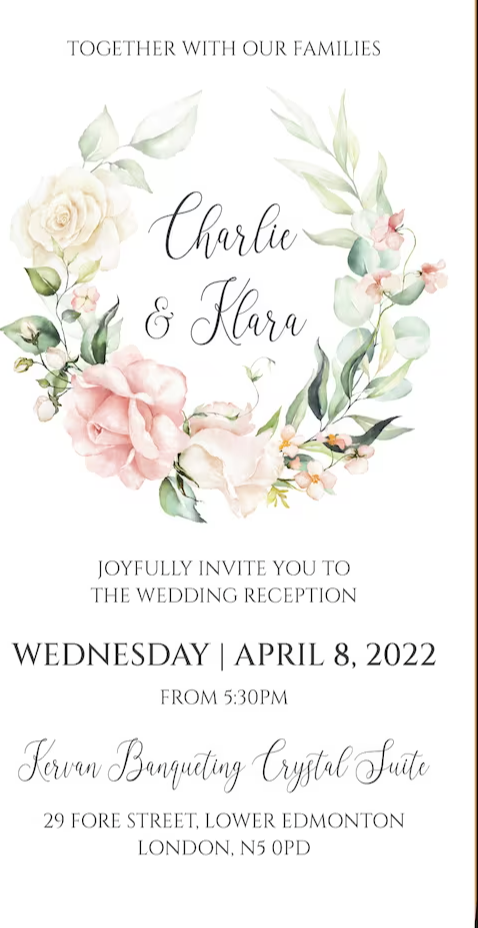 TOGETHER WITH OUR FAMILIES
Charlie
& Klara
JOYFULLY INVITE YOU TO
THE WEDDING RECEPTION
WEDNESDAY | APRIL 8, 2022
FROM 5:30PM
Kervan Banqueting Crystal Suite
29 FORE STREET, LOWER EDMONTON
LONDON, N5 0PD